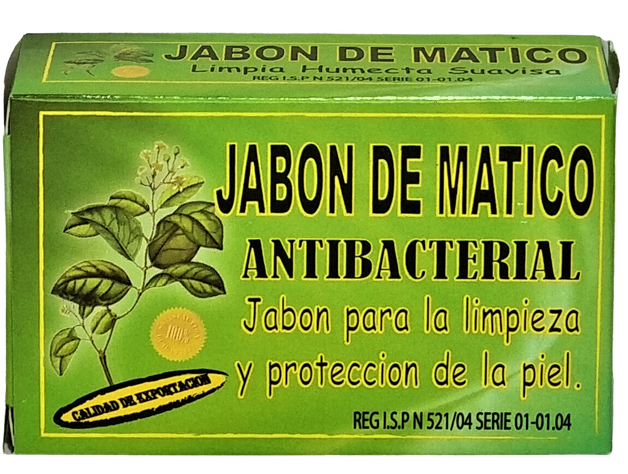 JABON DE MATICO
Limpia Humecta Suavisa
REG I.S.P N 521/04 SERIE 01-01.04
JABON DE MATICO
ANTIBACTERIAL
Jabon para la limpieza
y proteccion de la piel.
100%
CALIDAD DE EXPORTACION
REG I.S.P N 521/04 SERIE 01-01.04